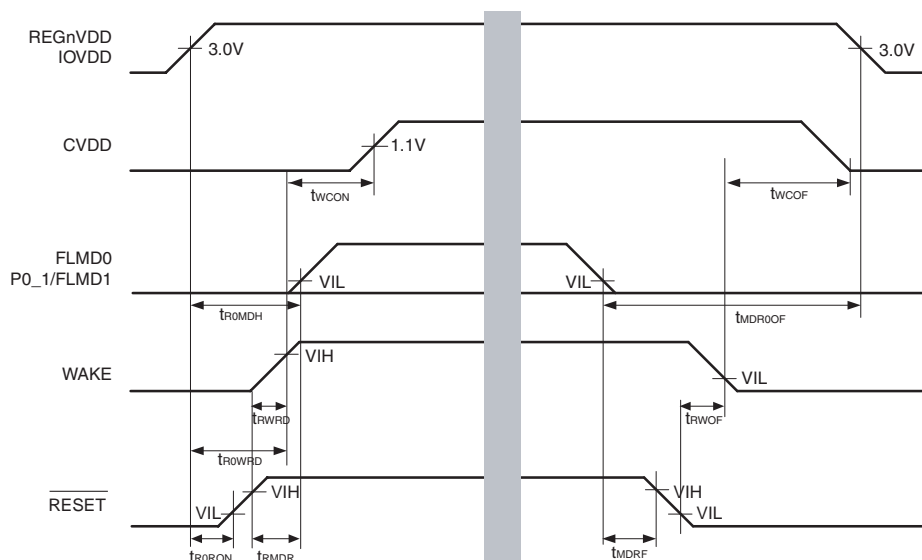 REGnVDD
IOVDD
3.0V
3.0V
CVDD
1.1V
tWCON
tWCOF
FLMD0
P0_1/FLMD1
VIL
VIL
tR0MDH
tMDR0OF
WAKE
VIH
VIL
tRWRD
tRWOF
tR0WRD
RESET
VIL
VIH
VIH
VIL
tR0RON
tRMDR
tMDRF